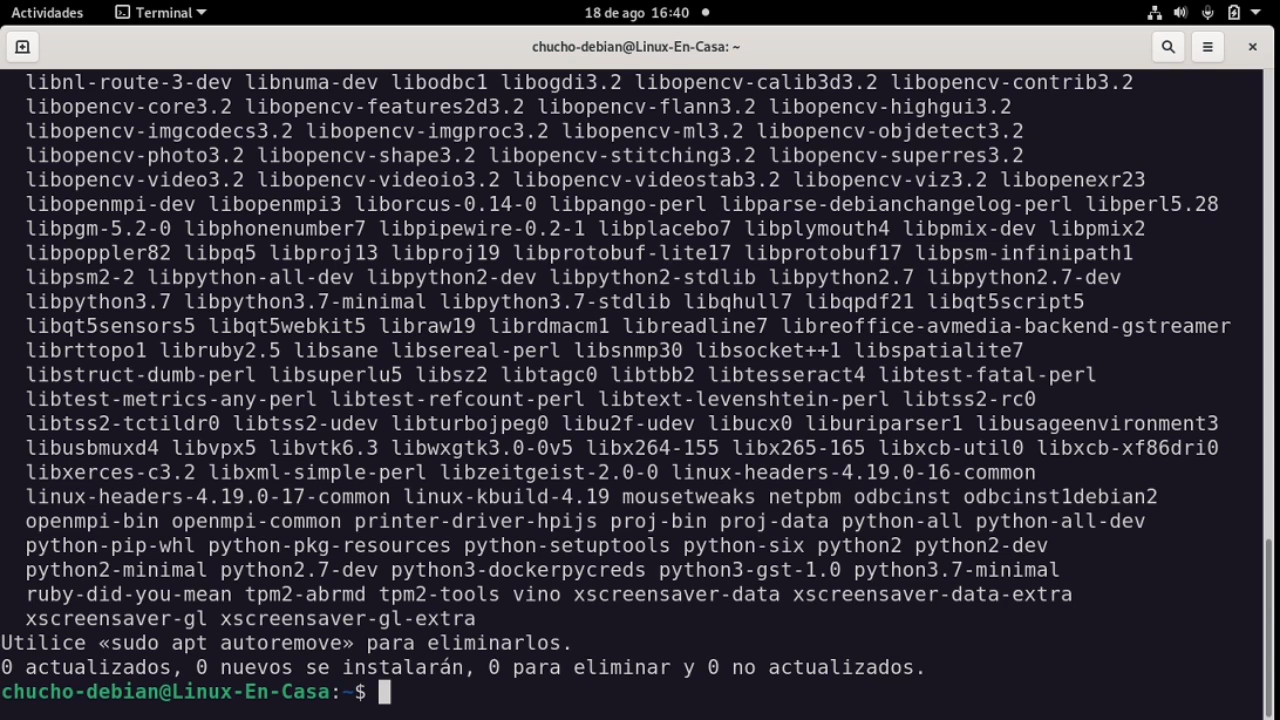 Actividades Terminal 18 de ago 16:40
chucho-debian@Linux-En-Casa: ~
libnl-route-3-dev libnuma-dev libodbc1 libogdi3.2 libopencv-calib3d3.2 libopencv-contrib3.2
libopencv-core3.2 libopencv-features2d3.2 libopencv-flann3.2 libopencv-highgui3.2
libopencv-imgcodecs3.2 libopencv-imgproc3.2 libopencv-ml3.2 libopencv-objdetect3.2
libopencv-photo3.2 libopencv-shape3.2 libopencv-stitching3.2 libopencv-superres3.2
libopencv-video3.2 libopencv-videoio3.2 libopencv-videostab3.2 libopencv-viz3.2 libopenexr23
libopenmpi-dev libopenmpi3 liborcus-0.14-0 libpango-perl libparse-debianchangelog-perl libperl5.28
libpgm-5.2-0 libphonenumber7 libpipewire-0.2-1 libplacebo7 libplymouth4 libpmix-dev libpmix2
libpoppler82 libpq5 libproj13 libproj19 libprotobuf-lite17 libprotobuf17 libpsm-infinipath1
libpsm2-2 libpython-all-dev libpython2-dev libpython2-stdlib libpython2.7 libpython2.7-dev
libpython3.7 libpython3.7-minimal libpython3.7-stdlib libqhull7 libqpdf21 libqt5script5
libqt5sensors5 libqt5webkit5 libraw19 librdmacm1 libreadline7 libreoffice-avmedia-backend-gstreamer
librttopo1 libruby2.5 libsane libsereal-perl libsnmp30 libsocket++1 libspatialite7
libstruct-dumb-perl libsuperlu5 libsz2 libtagc0 libtbb2 libtesseract4 libtest-fatal-perl
libtest-metrics-any-perl libtest-refcount-perl libtext-levenshtein-perl libtss2-rc0
libtss2-tctildr0 libtss2-udev libturbojpeg0 libu2f-udev libucx0 liburiparser1 libusageenvironment3
libusbmuxd4 libvpx5 libvtk6.3 libwxgtk3.0-0v5 libx264-155 libx265-165 libxcb-util0 libxcb-xf86dri0
libxerces-c3.2 libxml-simple-perl libzeitgeist-2.0-0 linux-headers-4.19.0-16-common
linux-headers-4.19.0-17-common linux-kbuild-4.19 mousetweaks netpbm odbcinst odbcinst1debian2
openmpi-bin openmpi-common printer-driver-hpijs proj-bin proj-data python-all python-all-dev
python-pip-whl python-pkg-resources python-setuptools python-six python2 python2-dev
python2-minimal python2.7-dev python3-dockerpycreds python3-gst-1.0 python3.7-minimal
ruby-did-you-mean tpm2-abrmd tpm2-tools vino xscreensaver-data xscreensaver-data-extra
xscreensaver-gl xscreensaver-gl-extra
Utilice «sudo apt autoremove» para eliminarlos.
0 actualizados, 0 nuevos se instalarán, 0 para eliminar y 0 no actualizados.
chucho-debian@Linux-En-Casa:~$